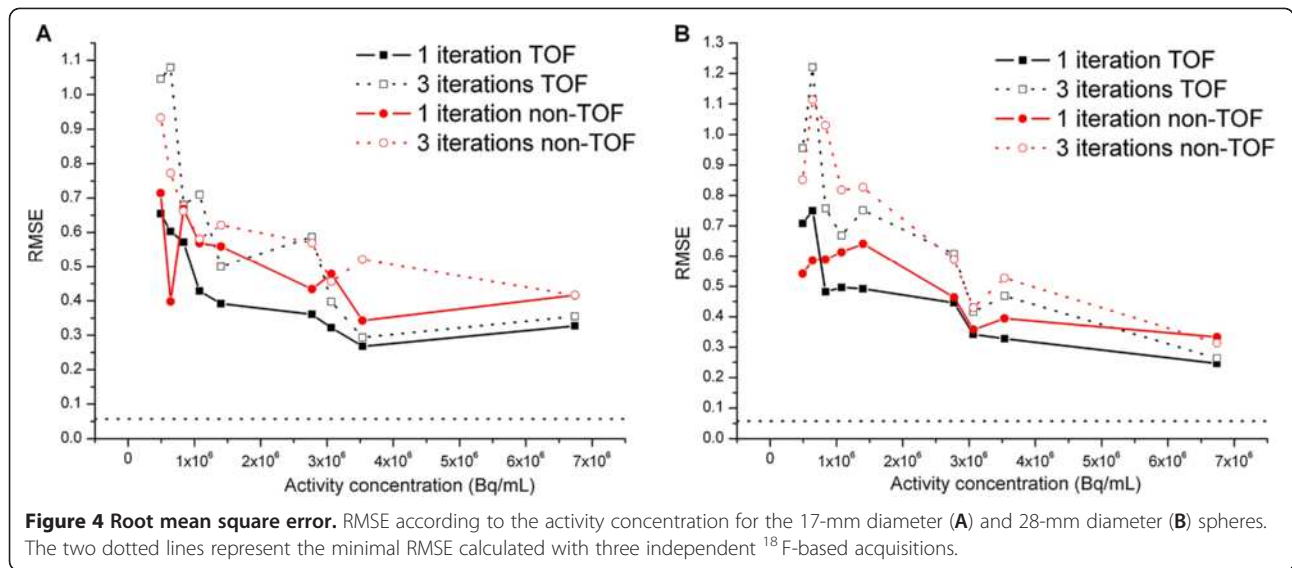 A
1 iteration TOF
3 iterations TOF
1 iteration non-TOF
3 iterations non-TOF
RMSE
1.1
1.0
0.9
0.8
0.7
0.6
0.5
0.4
0.3
0.2
0.1
0.0
0 1x10⁶ 2x10⁶ 3x10⁶ 4x10⁶ 5x10⁶ 6x10⁶ 7x10⁶
Activity concentration (Bq/mL)
B
1 iteration TOF
3 iterations TOF
1 iteration non-TOF
3 iterations non-TOF
RMSE
1.3
1.2
1.1
1.0
0.9
0.8
0.7
0.6
0.5
0.4
0.3
0.2
0.1
0.0
0 1x10⁶ 2x10⁶ 3x10⁶ 4x10⁶ 5x10⁶ 6x10⁶ 7x10⁶
Activity concentration (Bq/mL)
Figure 4 Root mean square error. RMSE according to the activity concentration for the 17-mm diameter (A) and 28-mm diameter (B) spheres.
The two dotted lines represent the minimal RMSE calculated with three independent ¹⁸F-based acquisitions.